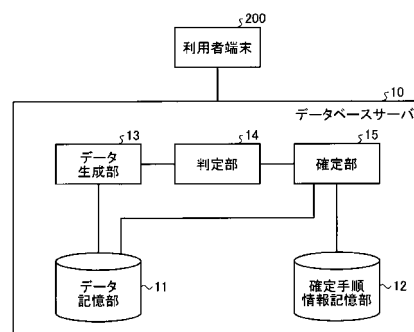 200
利用者端末
10
データベースサーバ
13
データ
生成部
14
判定部
15
確定部
データ
記憶部
11
確定手順
情報記憶部
12